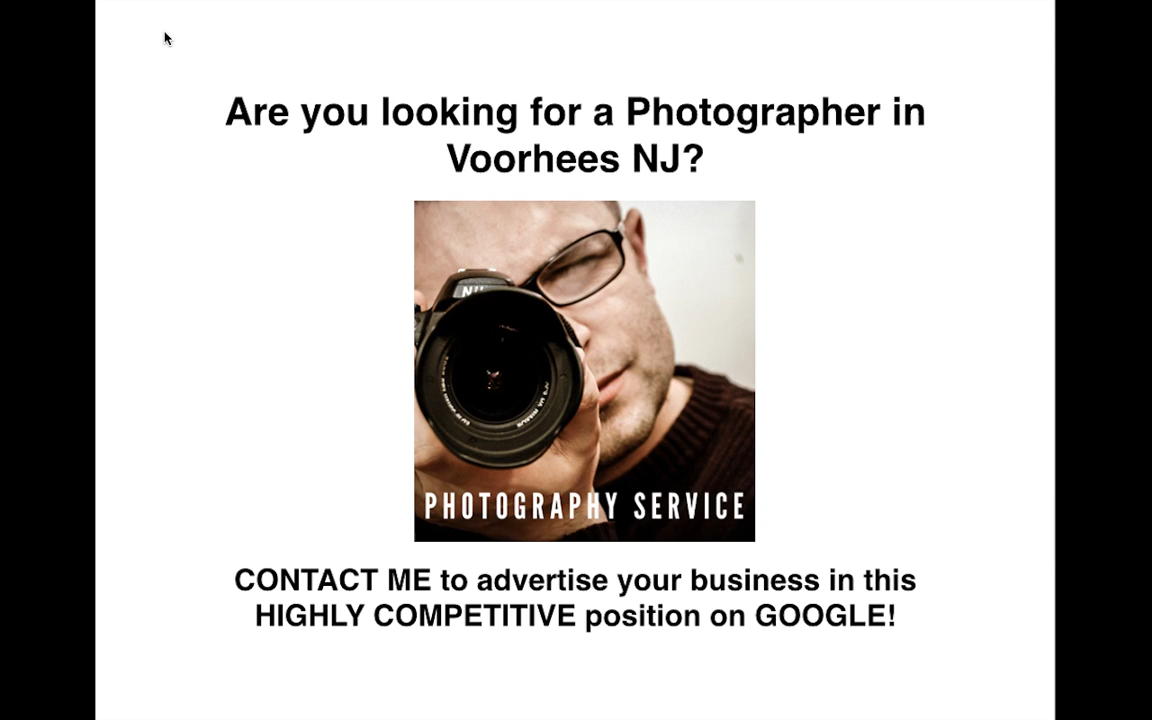 Are you looking for a Photographer in
Voorhees NJ?
PHOTOGRAPHY SERVICE
CONTACT ME to advertise your business in this
HIGHLY COMPETITIVE position on GOOGLE!